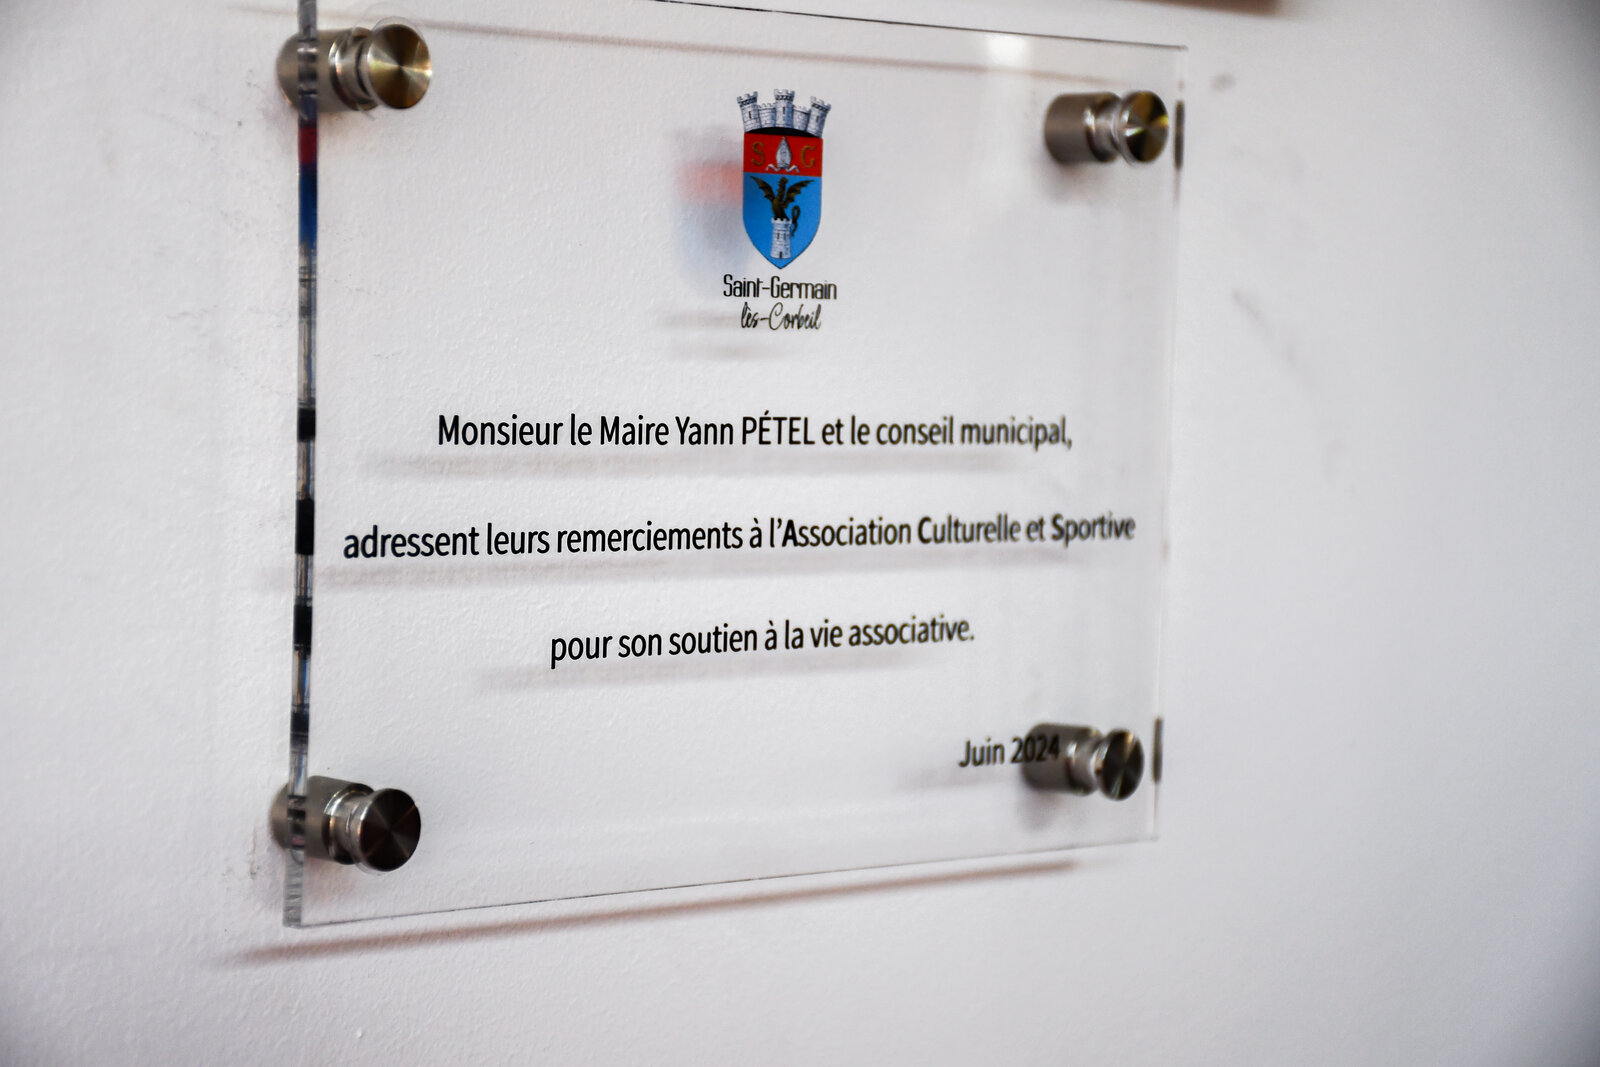 S G
Saint-Germain
lès-Corbeil
Monsieur le Maire Yann PÉTEL et le conseil municipal,
adressent leurs remerciements à l'Association Culturelle et Sportive
pour son soutien à la vie associative.
Juin 2024